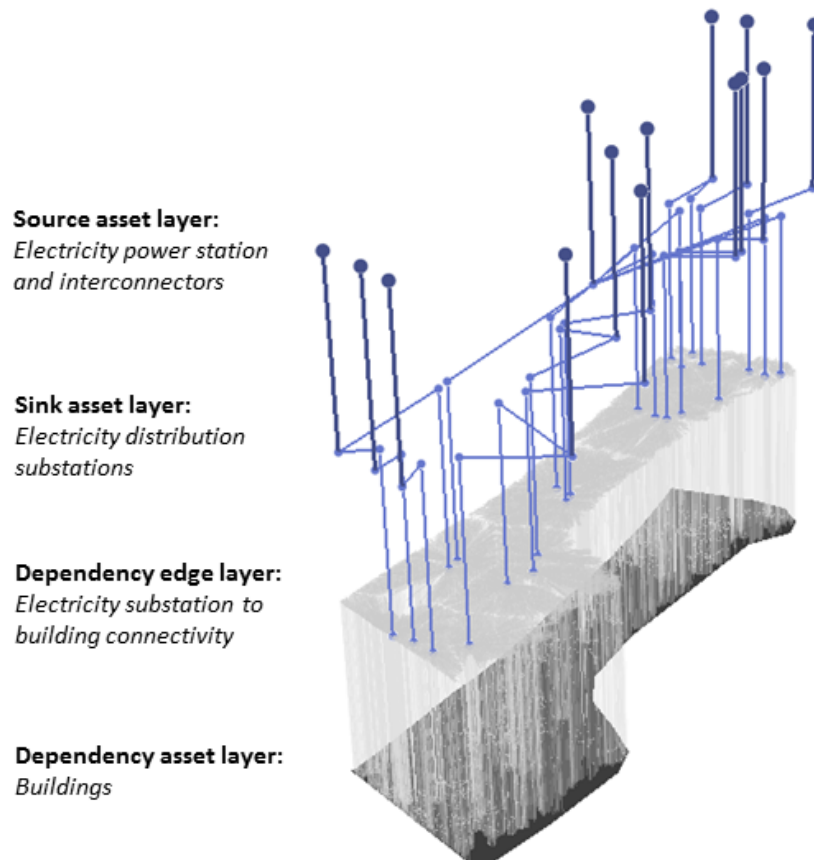 Source asset layer:
Electricity power station
and interconnectors
Sink asset layer:
Electricity distribution
substations
Dependency edge layer:
Electricity substation to
building connectivity
Dependency asset layer:
Buildings